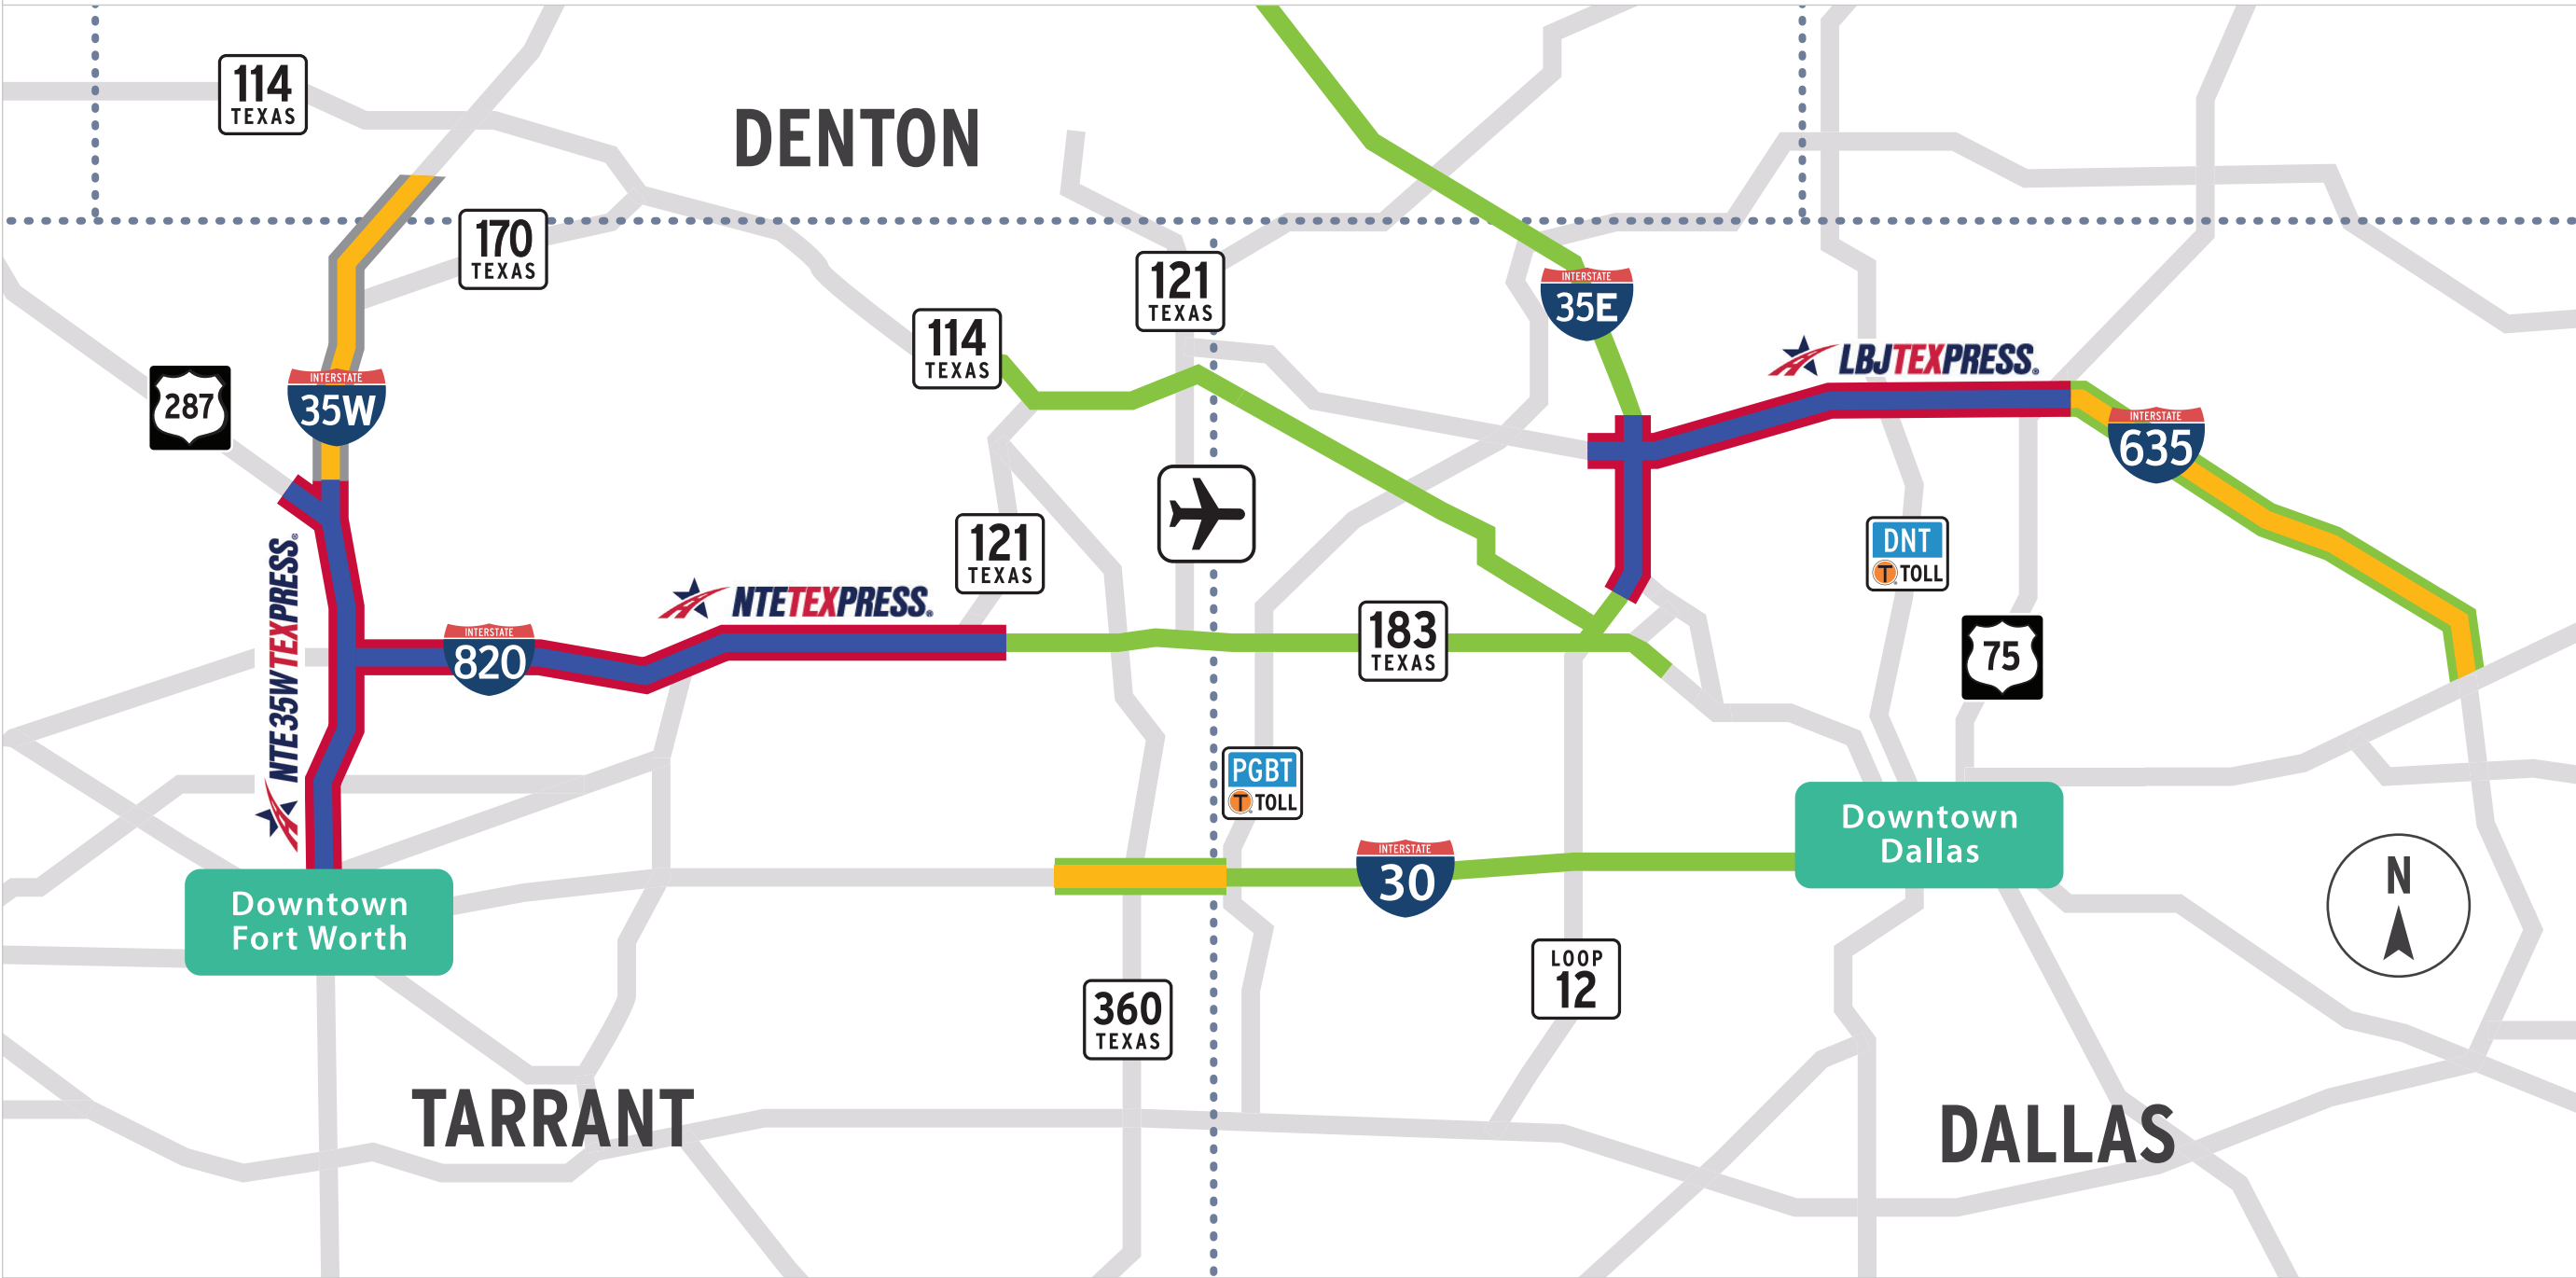 114
TEXAS
DENTON
170
TEXAS
121
TEXAS
INTERSTATE
35E
114
TEXAS
LBJTEXPRESS®
287
INTERSTATE
35W
INTERSTATE
635
121
TEXAS
DNT
T TOLL
NTE35WTEXPRESS®
NTETEXPRESS®
183
TEXAS
INTERSTATE
820
75
PGBT
T TOLL
Downtown
Dallas
INTERSTATE
30
N
Downtown
Fort Worth
LOOP
12
360
TEXAS
TARRANT
DALLAS